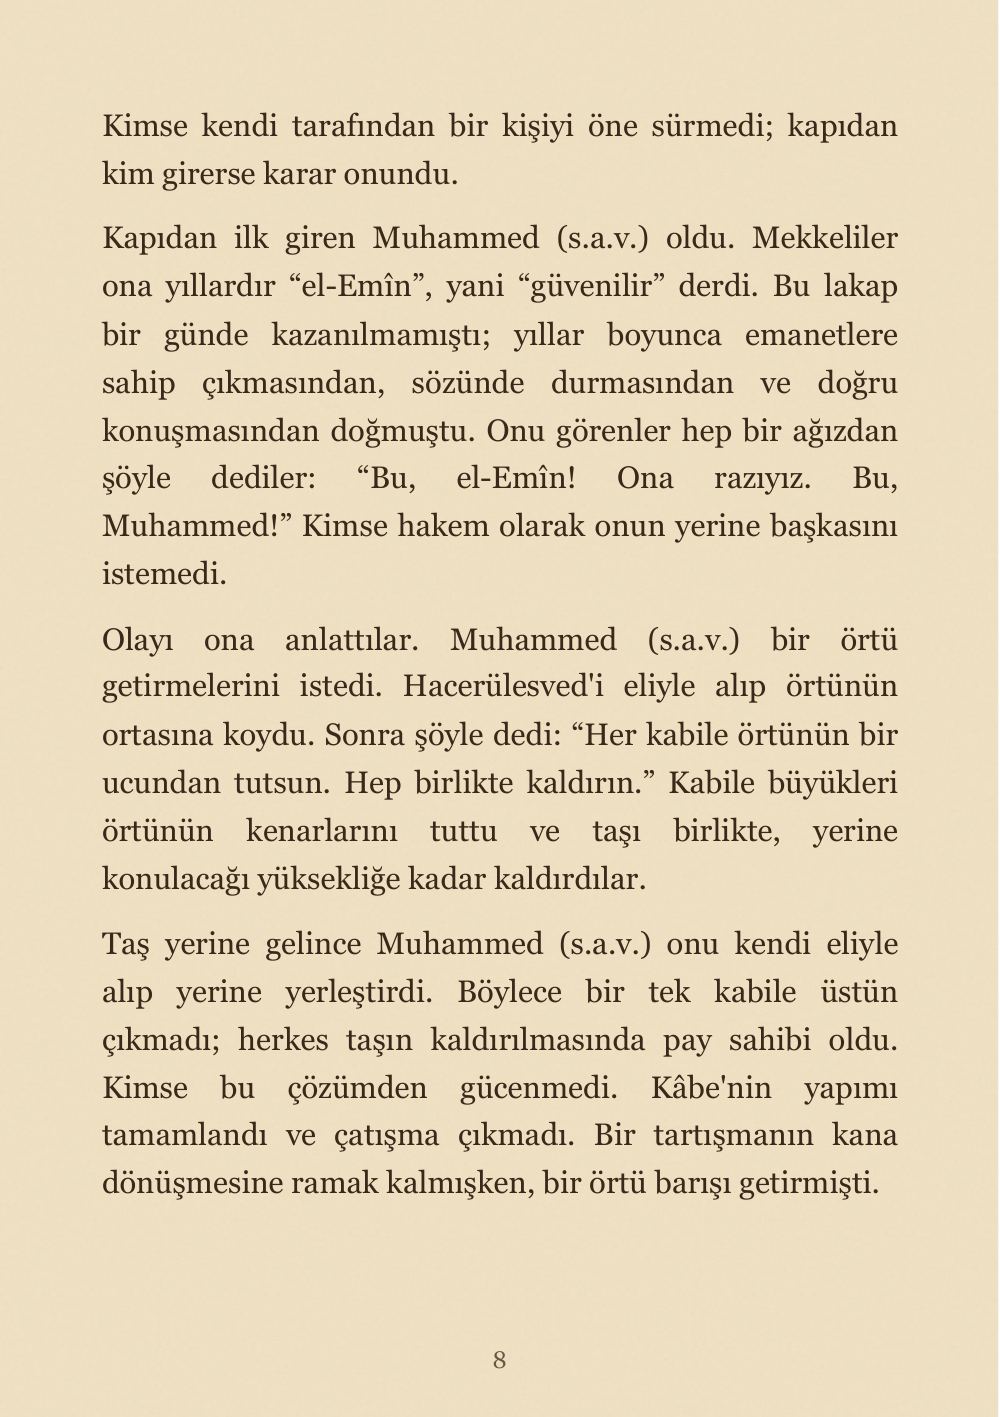 Kimse kendi tarafından bir kişiyi öne sürmedi; kapıdan
kim girerse karar onundu.
Kapıdan ilk giren Muhammed (s.a.v.) oldu. Mekkeliler
ona yıllardır “el-Emîn”, yani “güvenilir” derdi. Bu lakap
bir günde kazanılmamıştı; yıllar boyunca emanetlere
sahip çıkmasından, sözünde durmasından ve doğru
konuşmasından doğmuştu. Onu görenler hep bir ağızdan
şöyle dediler: “Bu, el-Emîn! Ona razıyız. Bu,
Muhammed!” Kimse hakem olarak onun yerine başkasını
istemedi.
Olayı ona anlattılar. Muhammed (s.a.v.) bir örtü
getirmelerini istedi. Hacerülesved'i eliyle alıp örtünün
ortasına koydu. Sonra şöyle dedi: “Her kabile örtünün bir
ucundan tutsun. Hep birlikte kaldırın.” Kabile büyükleri
örtünün kenarlarını tuttu ve taşı birlikte, yerine
konulacağı yüksekliğe kadar kaldırdılar.
Taş yerine gelince Muhammed (s.a.v.) onu kendi eliyle
alıp yerine yerleştirdi. Böylece bir tek kabile üstün
çıkmadı; herkes taşın kaldırılmasında pay sahibi oldu.
Kimse bu çözümden gücenmedi. Kâbe'nin yapımı
tamamlandı ve çatışma çıkmadı. Bir tartışmanın kana
dönüşmesine ramak kalmışken, bir örtü barışı getirmişti.
8